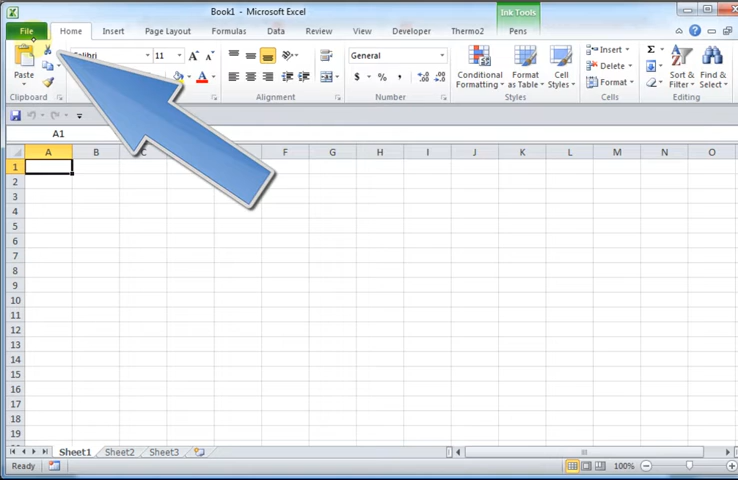 Book1 - Microsoft Excel
Ink Tools
File Home Insert Page Layout Formulas Data Review View Developer Thermo2 Pens
11 General Insert Σ
Paste $ % , Conditional Formatting Format as Table Cell Styles Delete Sort & Filter Find & Select
Format
Clipboard Alignment Number Styles Cells Editing
A1
A B C F G H I J K L M N O
1
2
3
4
5
6
7
8
9
10
11
12
13
14
15
16
17
18
Sheet1 Sheet2 Sheet3
Ready 100%